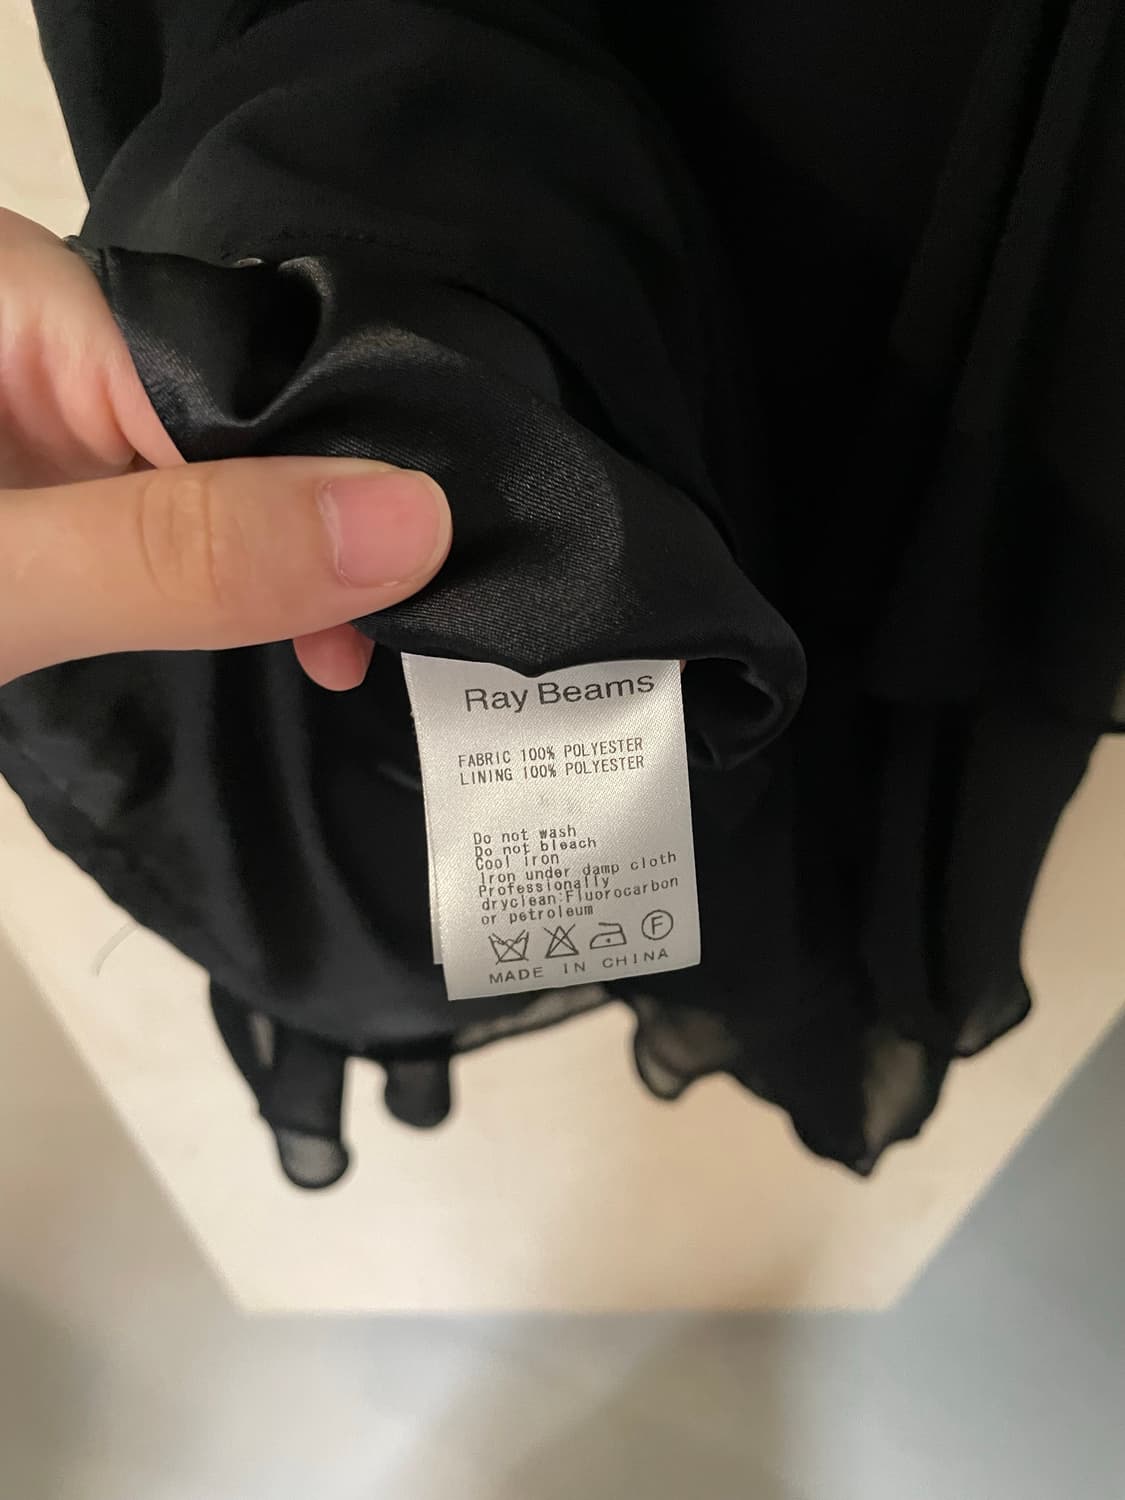 Ray Beams
FABRIC 100% POLYESTER
LINING 100% POLYESTER
Do not wash
Do not bleach
Cool iron
Iron under damp cloth
Professionally
dryclean:Fluorocarbon
or petroleum
F
MADE IN CHINA